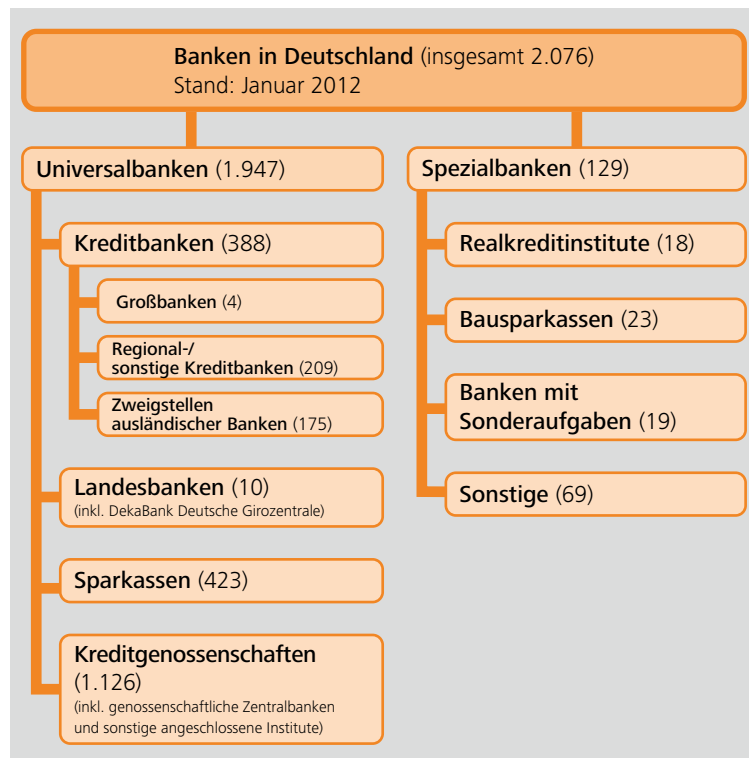 Banken in Deutschland (insgesamt 2.076)
Stand: Januar 2012
Universalbanken (1.947)
Kreditbanken (388)
Großbanken (4)
Regional-/
sonstige Kreditbanken (209)
Zweigstellen
ausländischer Banken (175)
Landesbanken (10)
(inkl. DekaBank Deutsche Girozentrale)
Sparkassen (423)
Kreditgenossenschaften
(1.126)
(inkl. genossenschaftliche Zentralbanken
und sonstige angeschlossene Institute)
Spezialbanken (129)
Realkreditinstitute (18)
Bausparkassen (23)
Banken mit
Sonderaufgaben (19)
Sonstige (69)